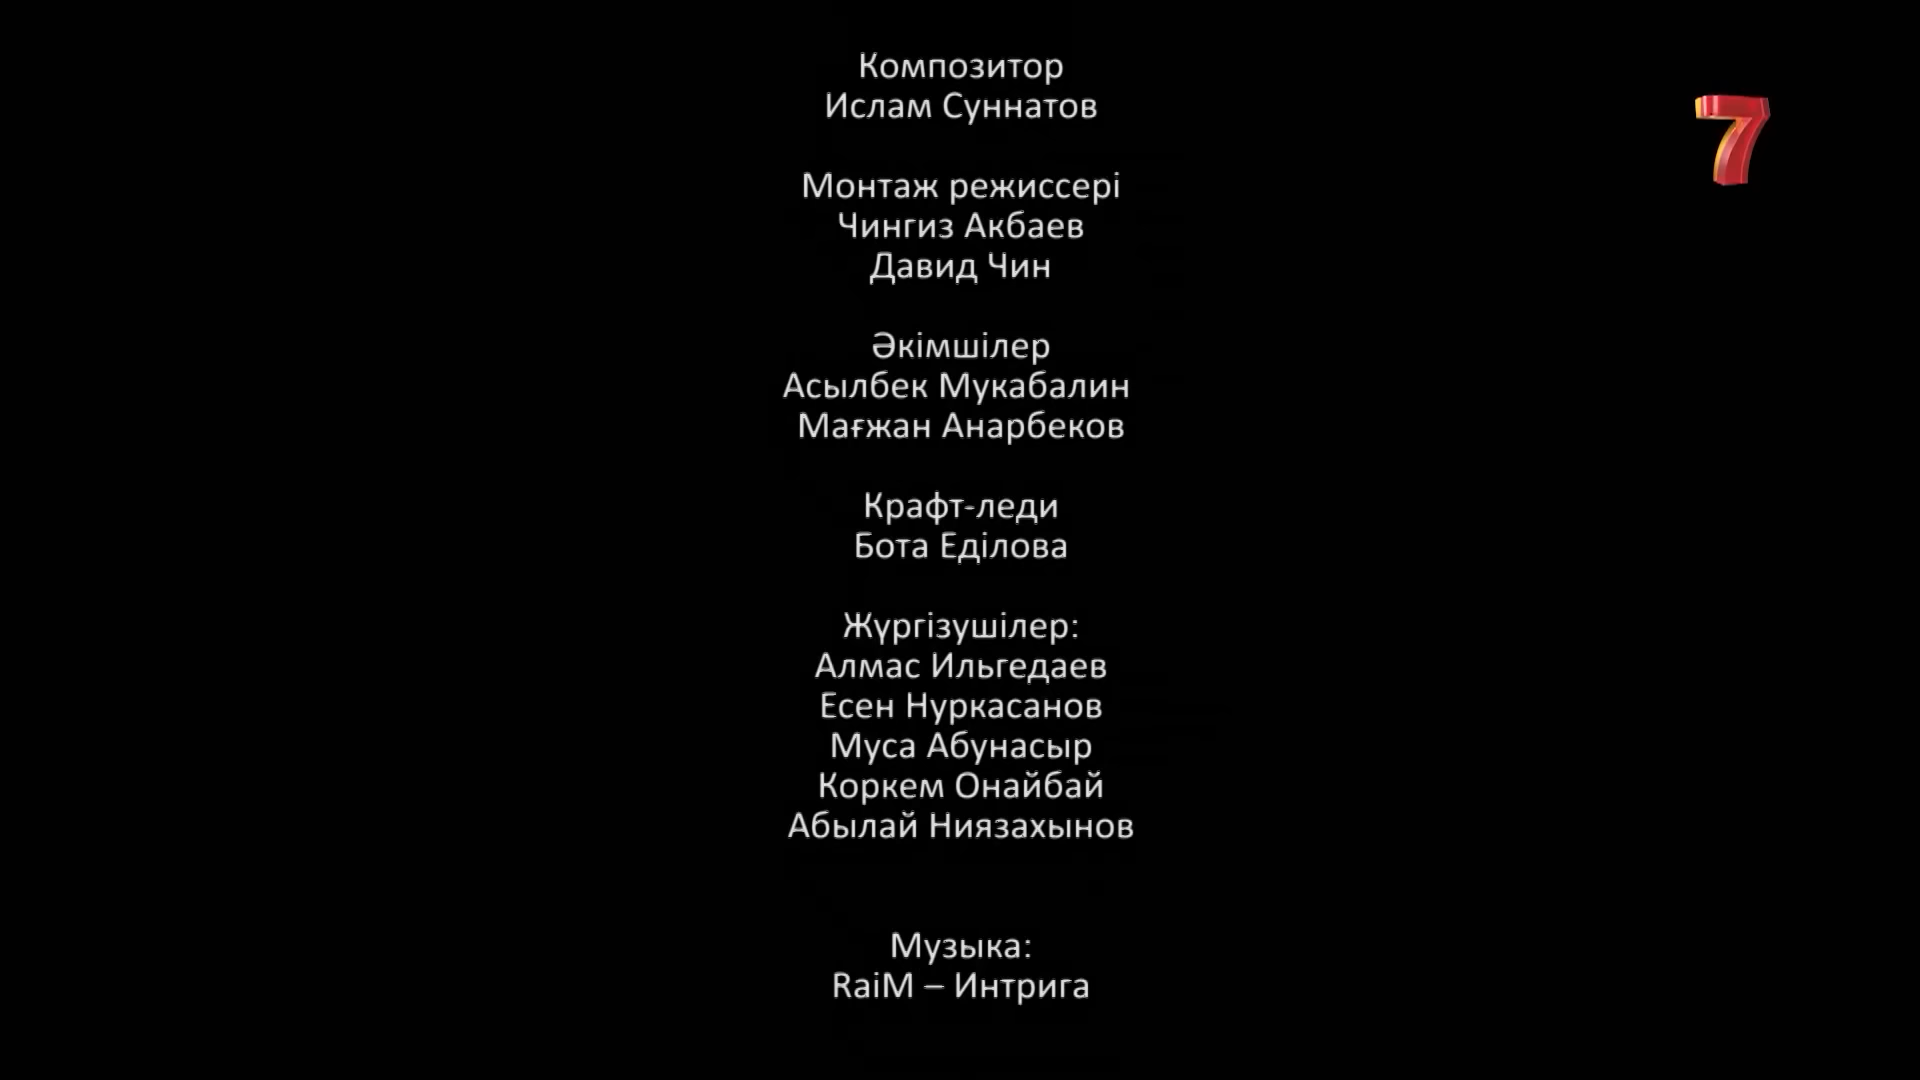 Композитор
Ислам Суннатов
7
Монтаж режиссері
Чингиз Акбаев
Давид Чин
Әкімшілер
Асылбек Мукабалин
Мағжан Анарбеков
Крафт-леди
Бота Еділова
Жүргізушілер:
Алмас Ильгедаев
Есен Нуркасанов
Муса Абунасыр
Коркем Онайбай
Абылай Ниязахынов
Музыка:
RaiM – Интрига